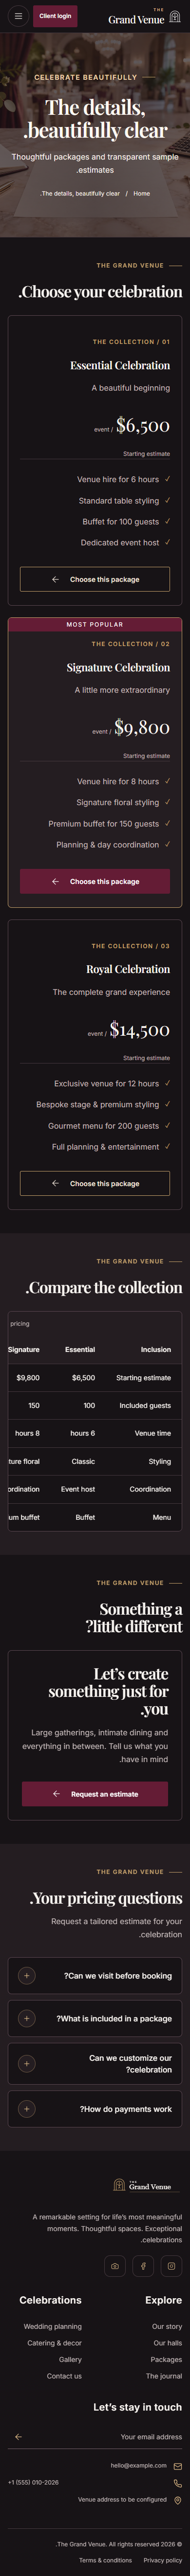 Client login
THE
Grand Venue
CELEBRATE BEAUTIFULLY
The details,
beautifully clear.
Thoughtful packages and transparent sample
estimates.
Home / The details, beautifully clear.
THE GRAND VENUE
Choose your celebration.
THE COLLECTION / 01
Essential Celebration
A beautiful beginning
$6,500
/ event
Starting estimate
✓ Venue hire for 6 hours
✓ Standard table styling
✓ Buffet for 100 guests
✓ Dedicated event host
Choose this package
MOST POPULAR
THE COLLECTION / 02
Signature Celebration
A little more extraordinary
$9,800
/ event
Starting estimate
✓ Venue hire for 8 hours
✓ Signature floral styling
✓ Premium buffet for 150 guests
✓ Planning & day coordination
Choose this package
THE COLLECTION / 03
Royal Celebration
The complete grand experience
$14,500
/ event
Starting estimate
✓ Exclusive venue for 12 hours
✓ Bespoke stage & premium styling
✓ Gourmet menu for 200 guests
✓ Full planning & entertainment
Choose this package
THE GRAND VENUE
Compare the collection.
pricing
Inclusion Essential Signature
Starting estimate $6,500 $9,800
Included guests 100 150
Venue time 6 hours 8 hours
Styling Classic floral
Coordination Event host
Menu Buffet buffet
THE GRAND VENUE
Something a
little different?
Let's create
something just for
you.
Large gatherings, intimate dining and
everything in between. Tell us what you
have in mind.
Request an estimate
THE GRAND VENUE
Your pricing questions.
Request a tailored estimate for your
celebration.
Can we visit before booking?
What is included in a package?
Can we customize our
celebration?
How do payments work?
THE
Grand Venue
A remarkable setting for life's most meaningful
moments. Thoughtful spaces. Exceptional
celebrations.
Explore
Our story
Our halls
Packages
The journal
Celebrations
Wedding planning
Catering & decor
Gallery
Contact us
Let's stay in touch
Your email address
hello@example.com
+1 (555) 010-2026
Venue address to be configured
© 2026 The Grand Venue. All rights reserved.
Privacy policy Terms & conditions